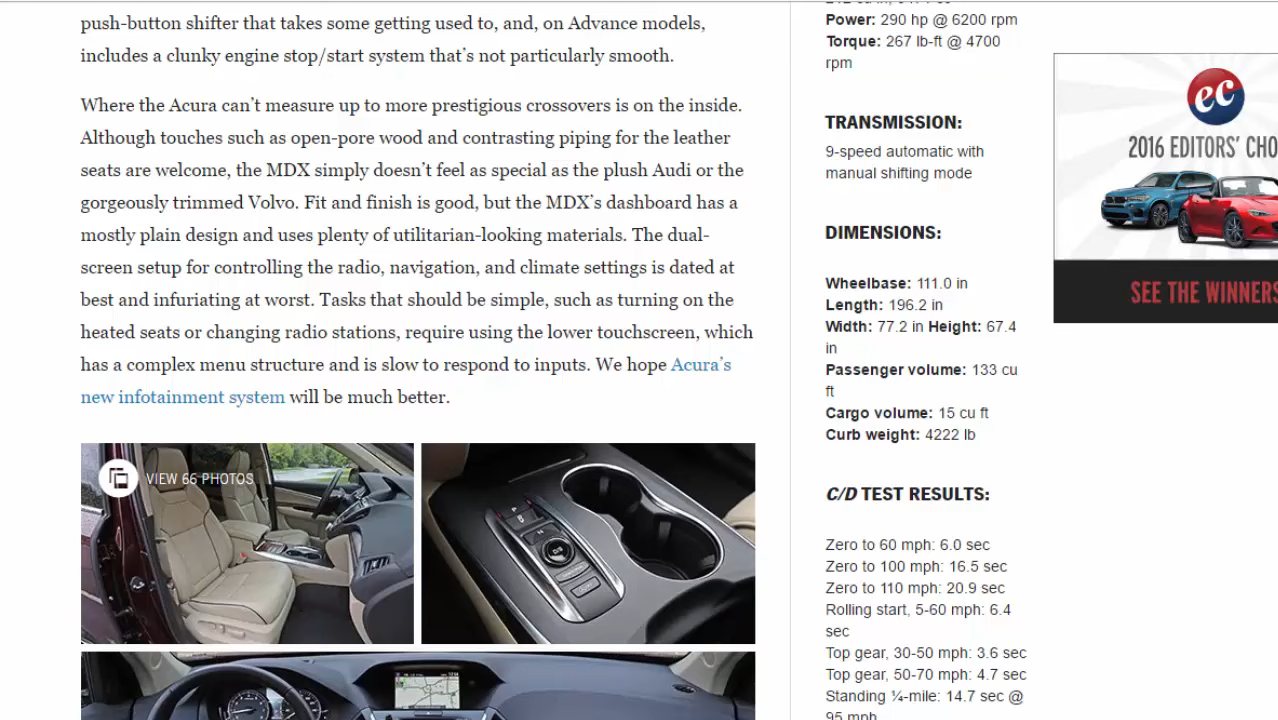 push-button shifter that takes some getting used to, and, on Advance models,
includes a clunky engine stop/start system that’s not particularly smooth.
Where the Acura can’t measure up to more prestigious crossovers is on the inside.
Although touches such as open-pore wood and contrasting piping for the leather
seats are welcome, the MDX simply doesn’t feel as special as the plush Audi or the
gorgeously trimmed Volvo. Fit and finish is good, but the MDX’s dashboard has a
mostly plain design and uses plenty of utilitarian-looking materials. The dual-
screen setup for controlling the radio, navigation, and climate settings is dated at
best and infuriating at worst. Tasks that should be simple, such as turning on the
heated seats or changing radio stations, require using the lower touchscreen, which
has a complex menu structure and is slow to respond to inputs. We hope Acura’s
new infotainment system will be much better.
VIEW 66 PHOTOS
Power: 290 hp @ 6200 rpm
Torque: 267 lb-ft @ 4700
rpm
TRANSMISSION:
9-speed automatic with
manual shifting mode
DIMENSIONS:
Wheelbase: 111.0 in
Length: 196.2 in
Width: 77.2 in Height: 67.4
in
Passenger volume: 133 cu
ft
Cargo volume: 15 cu ft
Curb weight: 4222 lb
C/D TEST RESULTS:
Zero to 60 mph: 6.0 sec
Zero to 100 mph: 16.5 sec
Zero to 110 mph: 20.9 sec
Rolling start, 5-60 mph: 6.4
sec
Top gear, 30-50 mph: 3.6 sec
Top gear, 50-70 mph: 4.7 sec
Standing ¼-mile: 14.7 sec @
95 mph
ec
2016 EDITORS’ CHO
SEE THE WINNERS